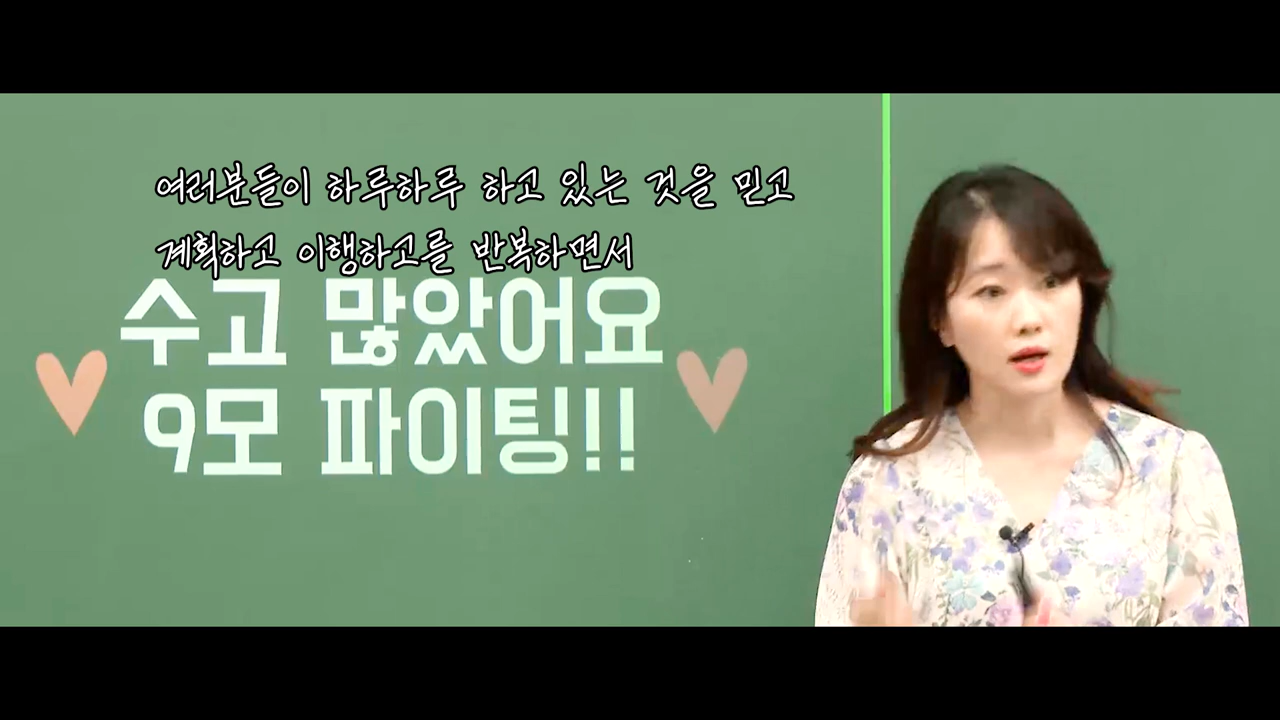 여러분들이 하루하루 하고 있는 것을 믿고
계획하고 이행하고를 반복하면서
수고 많았어요
9모 파이팅!!